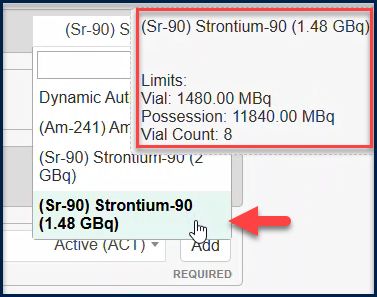 (Sr-90) S
(Sr-90) Strontium-90 (1.48 GBq)
Limits:
Vial: 1480.00 MBq
Possession: 11840.00 MBq
Vial Count: 8
Dynamic Aut
(Am-241) Am
(Sr-90) Strontium-90 (2
GBq)
(Sr-90) Strontium-90
(1.48 GBq)
Active (ACT)
Add
REQUIRED